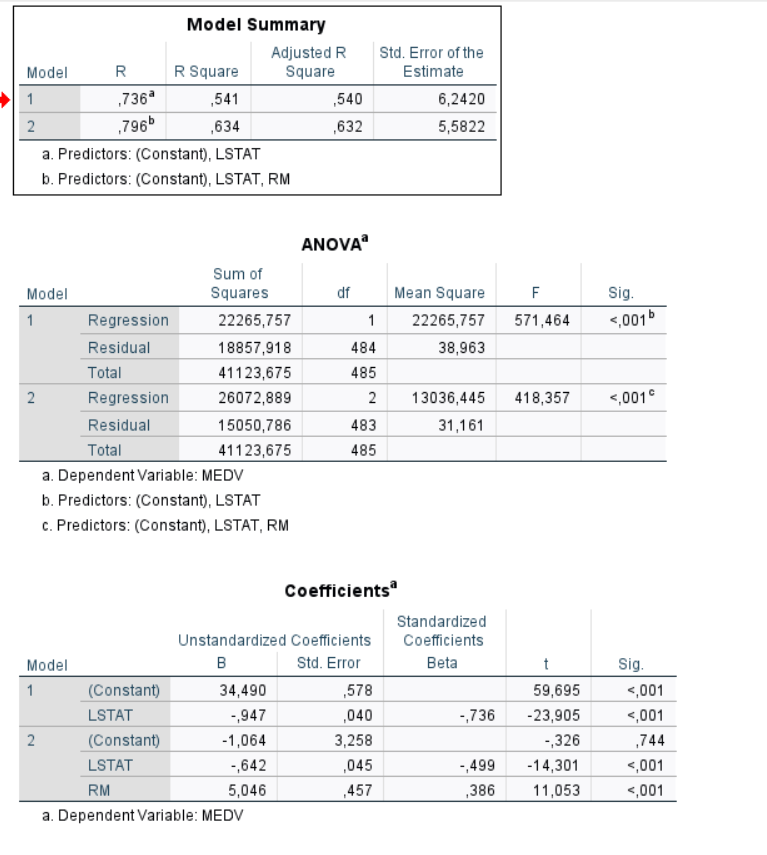 Model Summary
Model R R Square Adjusted R Square Std. Error of the Estimate
1 ,736a ,541 ,540 6,2420
2 ,796b ,634 ,632 5,5822
a. Predictors: (Constant), LSTAT
b. Predictors: (Constant), LSTAT, RM
ANOVAa
Model Sum of Squares df Mean Square F Sig.
1 Regression 22265,757 1 22265,757 571,464 <,001b
Residual 18857,918 484 38,963
Total 41123,675 485
2 Regression 26072,889 2 13036,445 418,357 <,001c
Residual 15050,786 483 31,161
Total 41123,675 485
a. Dependent Variable: MEDV
b. Predictors: (Constant), LSTAT
c. Predictors: (Constant), LSTAT, RM
Coefficientsa
Unstandardized Coefficients Standardized Coefficients
Model B Std. Error Beta t Sig.
1 (Constant) 34,490 ,578 59,695 <,001
LSTAT -,947 ,040 -,736 -23,905 <,001
2 (Constant) -1,064 3,258 -,326 ,744
LSTAT -,642 ,045 -,499 -14,301 <,001
RM 5,046 ,457 ,386 11,053 <,001
a. Dependent Variable: MEDV